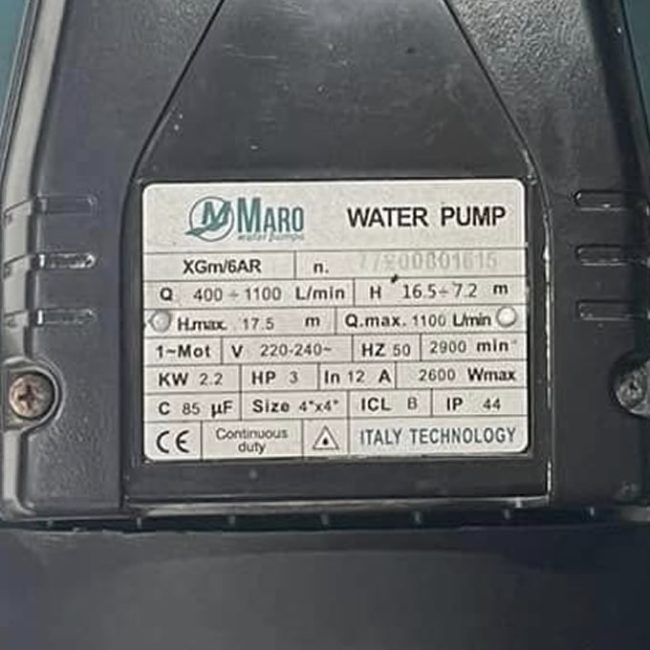 MARO
water pumps
WATER PUMP
XGm/6AR n.
Q 400 ÷ 1100 L/min H 16.5÷7.2 m
H.max. 17.5 m Q.max. 1100 L/min
1~Mot V 220-240~ HZ 50 2900 min
KW 2.2 HP 3 In 12 A 2600 Wmax
C 85 µF Size 4"x4" ICL B IP 44
CE Continuous duty ITALY TECHNOLOGY